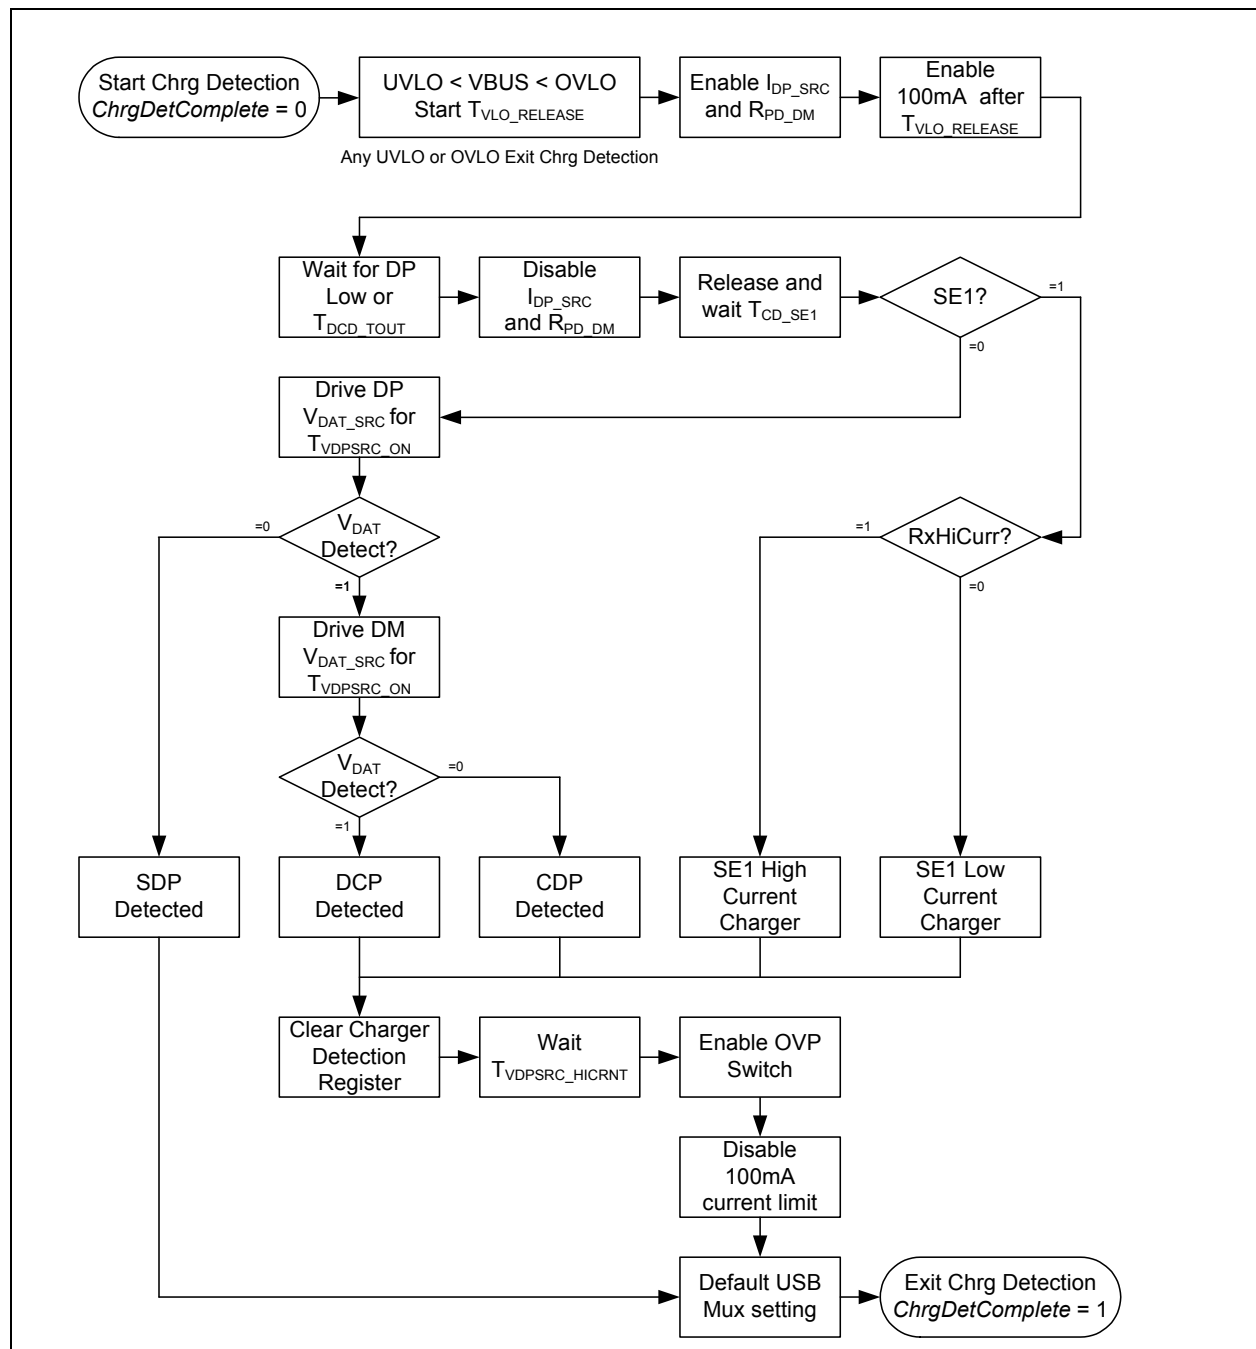 Start Chrg Detection
ChrgDetComplete = 0
UVLO < VBUS < OVLO
Start TVLO_RELEASE
Enable IDP_SRC
and RPD_DM
Enable
100mA after
TVLO_RELEASE
Any UVLO or OVLO Exit Chrg Detection
Wait for DP
Low or
TDCD_TOUT
Disable
IDP_SRC
and RPD_DM
Release and
wait TCD_SE1
SE1?
=1
=0
Drive DP
VDAT_SRC for
TVDPSRC_ON
=0
VDAT
Detect?
=1
=1
RxHiCurr?
=0
Drive DM
VDAT_SRC for
TVDPSRC_ON
VDAT
Detect?
=0
=1
SDP
Detected
DCP
Detected
CDP
Detected
SE1 High
Current
Charger
SE1 Low
Current
Charger
Clear Charger
Detection
Register
Wait
TVDPSRC_HICRNT
Enable OVP
Switch
Disable
100mA
current limit
Default USB
Mux setting
Exit Chrg Detection
ChrgDetComplete = 1